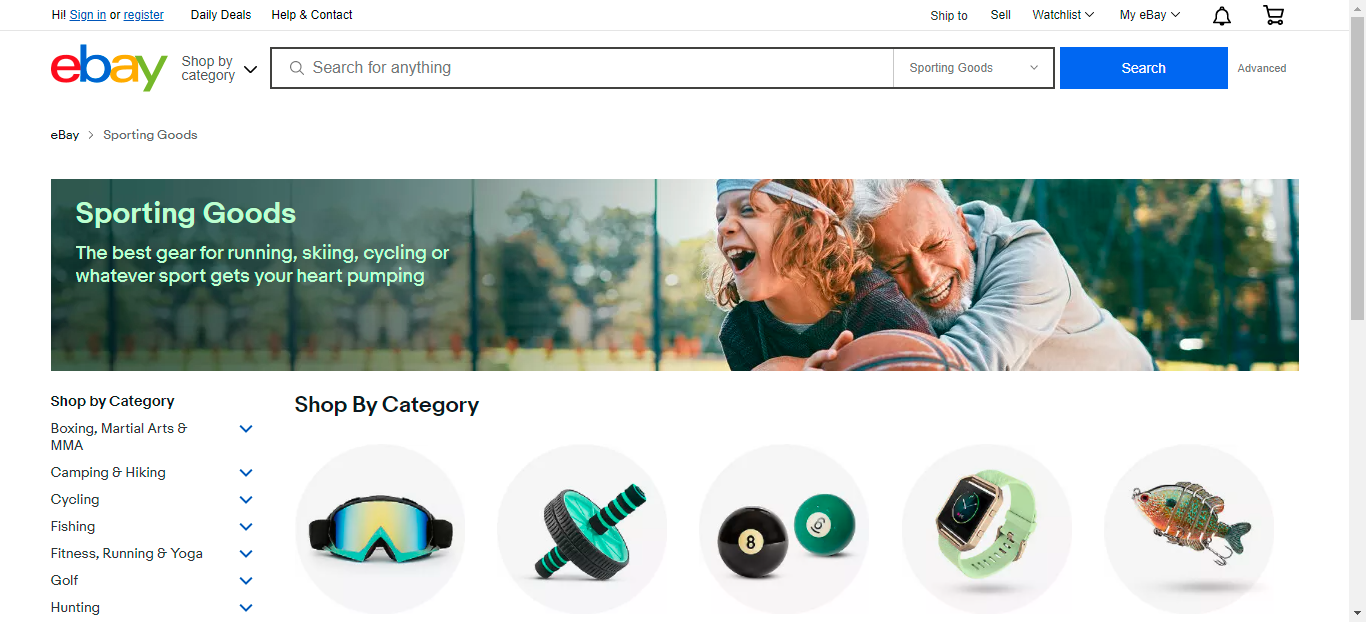 Hi! Sign in or register Daily Deals Help & Contact Ship to Sell Watchlist My eBay
ebay Shop by category Search for anything Sporting Goods Search Advanced
eBay Sporting Goods
Sporting Goods
The best gear for running, skiing, cycling or
whatever sport gets your heart pumping
Shop by Category
Boxing, Martial Arts &
MMA
Camping & Hiking
Cycling
Fishing
Fitness, Running & Yoga
Golf
Hunting
Shop By Category
8
6